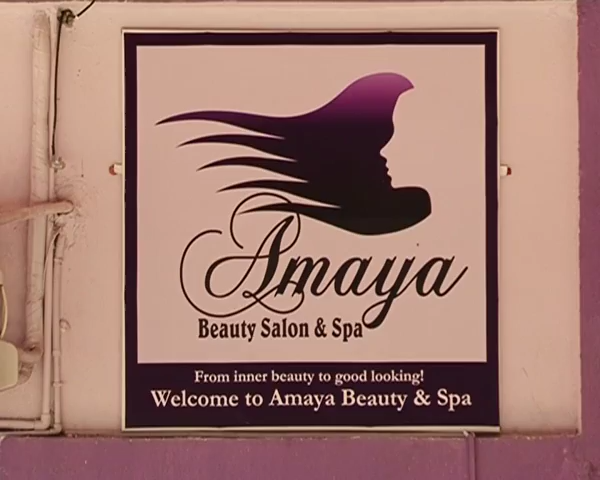 Amaya
Beauty Salon & Spa
From inner beauty to good looking!
Welcome to Amaya Beauty & Spa